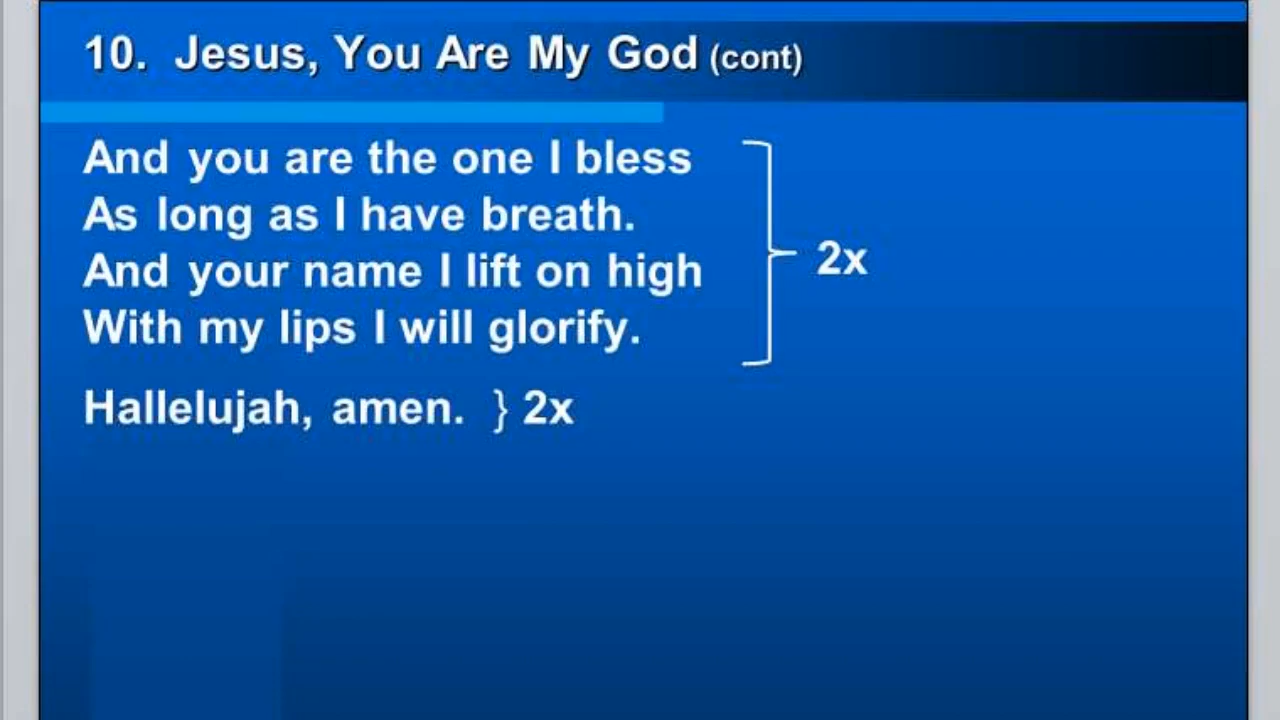 10. Jesus, You Are My God (cont)
And you are the one I bless
As long as I have breath.
And your name I lift on high
With my lips I will glorify.
2x
Hallelujah, amen. } 2x